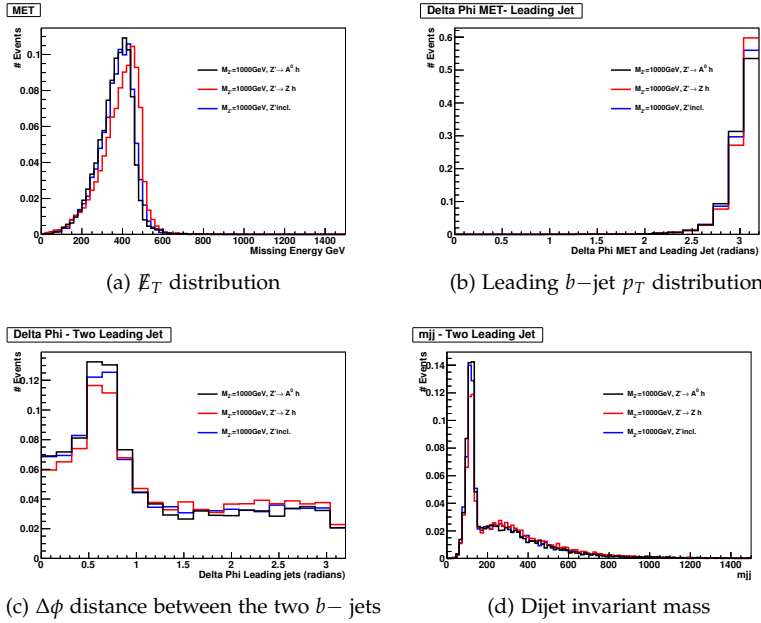 MET
# Events
0.1
0.08
0.06
0.04
0.02
0
M_Z'=1000GeV, Z'→ A⁰ h
M_Z'=1000GeV, Z'→ Z h
M_Z'=1000GeV, Z'incl.
0 200 400 600 800 1000 1200 1400
Missing Energy GeV
(a) E̸_T distribution
Delta Phi MET- Leading Jet
# Events
0.6
0.5
0.4
0.3
0.2
0.1
0
M_Z'=1000GeV, Z'→ A⁰ h
M_Z'=1000GeV, Z'→ Z h
M_Z'=1000GeV, Z'incl.
0 0.5 1 1.5 2 2.5 3
Delta Phi MET and Leading Jet (radians)
(b) Leading b−jet p_T distribution
Delta Phi - Two Leading Jet
# Events
0.12
0.1
0.08
0.06
0.04
0.02
0
M_Z'=1000GeV, Z'→ A⁰ h
M_Z'=1000GeV, Z'→ Z h
M_Z'=1000GeV, Z'incl.
0 0.5 1 1.5 2 2.5 3
Delta Phi Leading jets (radians)
(c) Δϕ distance between the two b− jets
mjj - Two Leading Jet
# Events
0.14
0.12
0.1
0.08
0.06
0.04
0.02
0
M_Z'=1000GeV, Z'→ A⁰ h
M_Z'=1000GeV, Z'→ Z h
M_Z'=1000GeV, Z'incl.
0 200 400 600 800 1000 1200 1400
mjj
(d) Dijet invariant mass